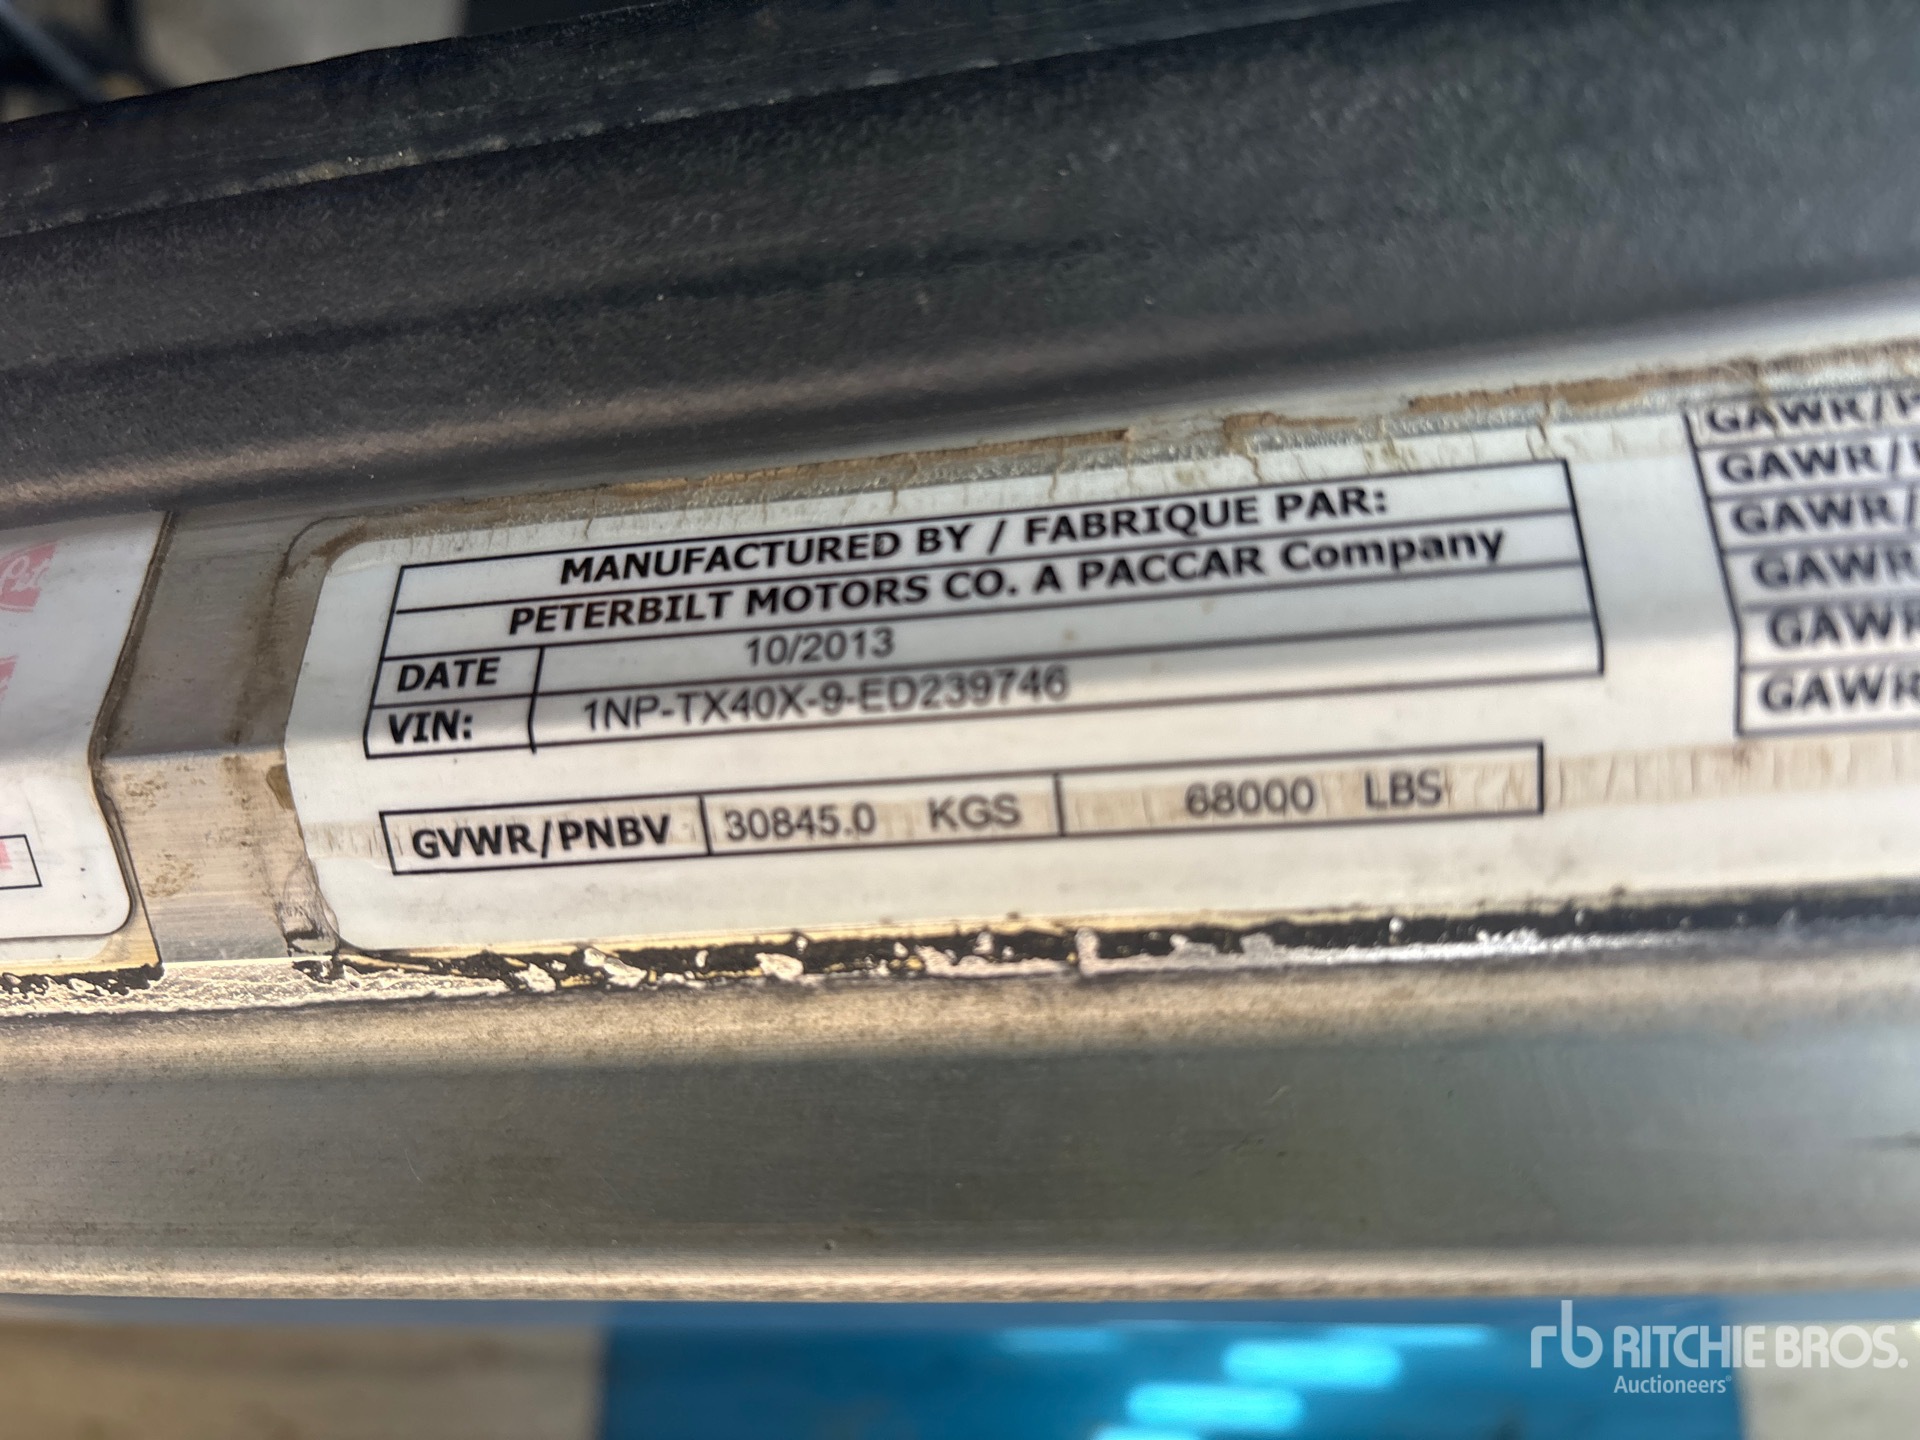 MANUFACTURED BY / FABRIQUE PAR:
PETERBILT MOTORS CO. A PACCAR Company
DATE 10/2013
VIN: 1NP-TX40X-9-ED239746
GVWR/PNBV 30845.0 KGS 68000 LBS
GAWR/P
GAWR/
GAWR/
GAWR
GAWR
GAWR
rb RITCHIE BROS.
Auctioneers